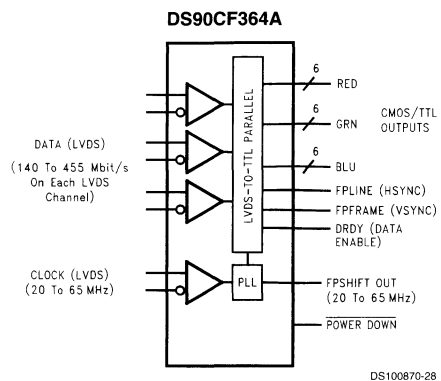 DS90CF364A
6
RED
6
GRN
CMOS/TTL
OUTPUTS
DATA (LVDS)
(140 To 455 Mbit/s
On Each LVDS
Channel)
LVDS-TO-TTL PARALLEL
6
BLU
FPLINE (HSYNC)
FPFRAME (VSYNC)
DRDY (DATA
ENABLE)
CLOCK (LVDS)
(20 To 65 MHz)
PLL
FPSHIFT OUT
(20 To 65 MHz)
POWER DOWN
DS100870-28